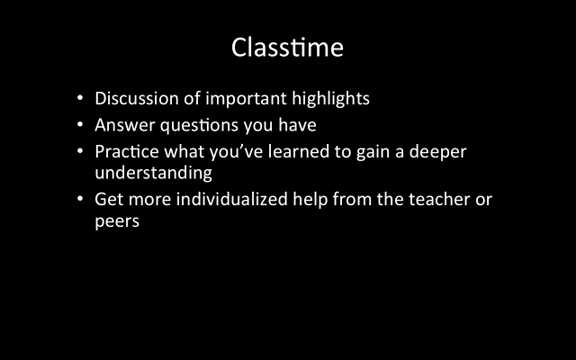 Classtime
• Discussion of important highlights
• Answer questions you have
• Practice what you’ve learned to gain a deeper
understanding
• Get more individualized help from the teacher or
peers